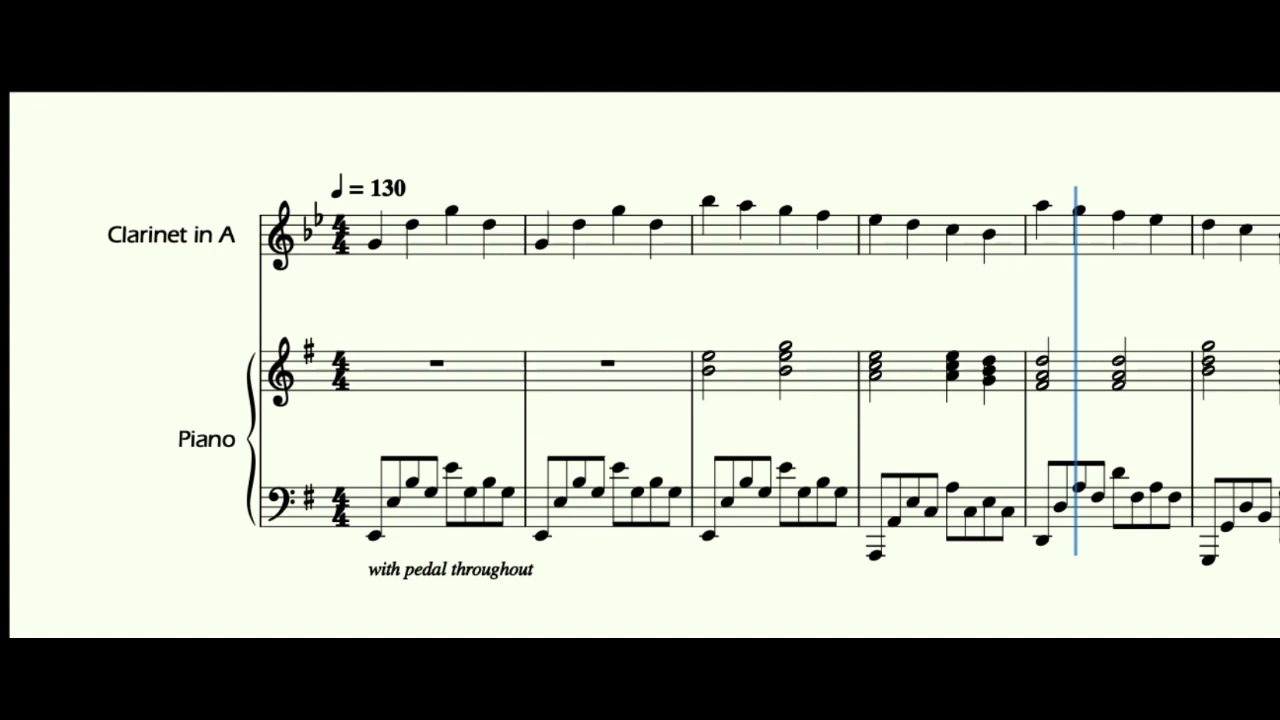 ♩ = 130
Clarinet in A
Piano
with pedal throughout